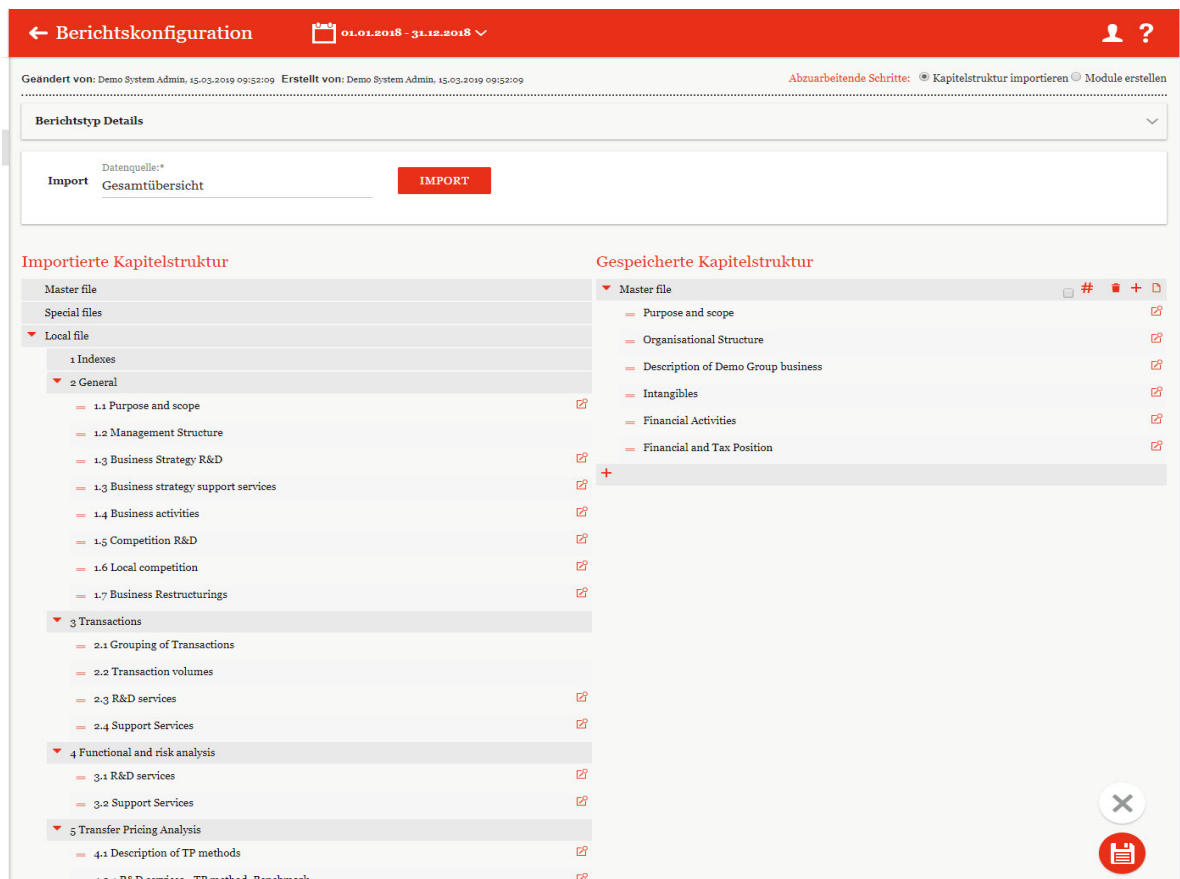 Berichtskonfiguration
01.01.2018 - 31.12.2018
?
Geändert von: Demo System Admin, 15.03.2019 09:52:09 Erstellt von: Demo System Admin, 15.03.2019 09:52:09
Abzuarbeitende Schritte: Kapitelstruktur importieren Module erstellen
Berichtstyp Details
Datenquelle:*
Import Gesamtübersicht IMPORT
Importierte Kapitelstruktur
Master file
Special files
Local file
1 Indexes
2 General
1.1 Purpose and scope
1.2 Management Structure
1.3 Business Strategy R&D
1.3 Business strategy support services
1.4 Business activities
1.5 Competition R&D
1.6 Local competition
1.7 Business Restructurings
3 Transactions
2.1 Grouping of Transactions
2.2 Transaction volumes
2.3 R&D services
2.4 Support Services
4 Functional and risk analysis
3.1 R&D services
3.2 Support Services
5 Transfer Pricing Analysis
4.1 Description of TP methods
Gespeicherte Kapitelstruktur
Master file #
Purpose and scope
Organisational Structure
Description of Demo Group business
Intangibles
Financial Activities
Financial and Tax Position